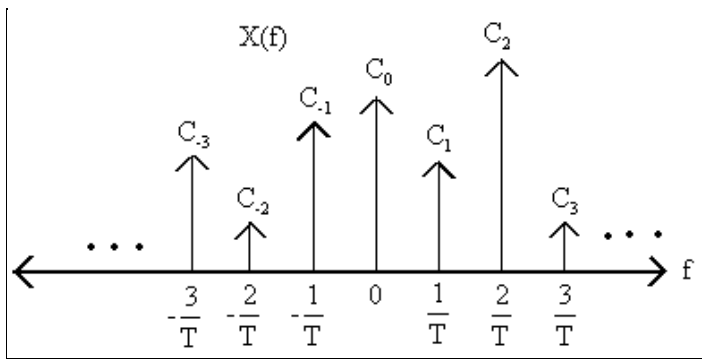 X(f)
C₋₃
C₋₂
C₋₁
C₀
C₁
C₂
C₃
...
...
f
-3/T
-2/T
-1/T
0
1/T
2/T
3/T